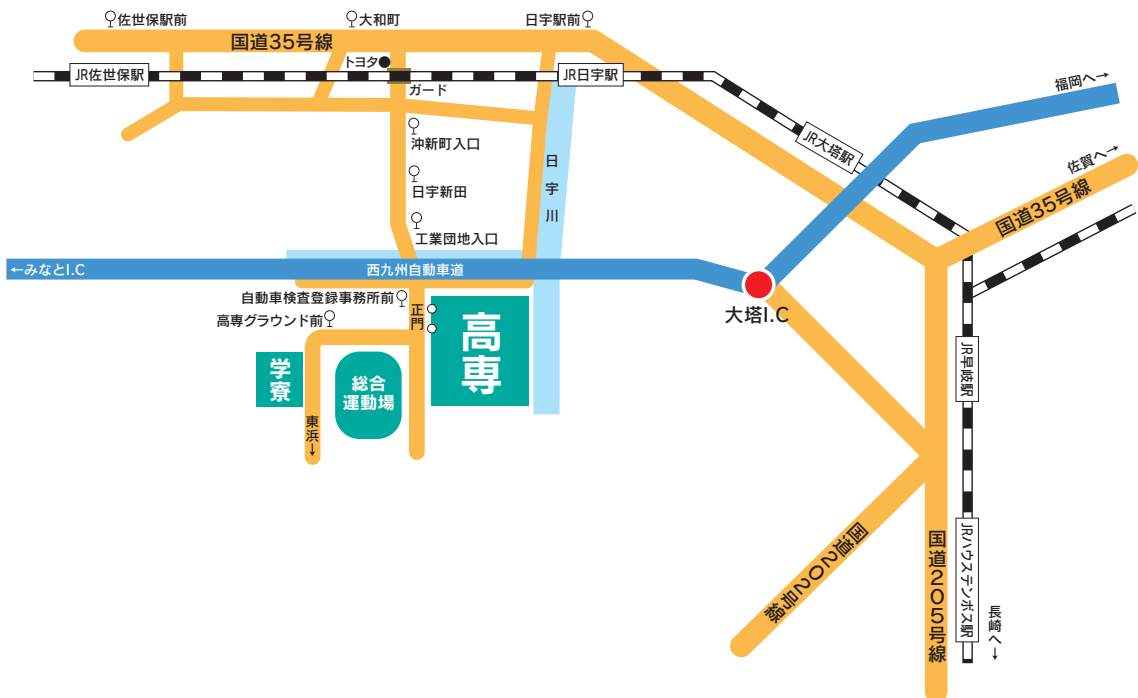 佐世保駅前
大和町
日宇駅前
国道35号線
トヨタ
JR佐世保駅
JR日宇駅
ガード
福岡へ→
沖新町入口
JR大塔駅
佐賀へ→
日宇川
日宇新田
国道35号線
工業団地入口
←みなとI.C
西九州自動車道
自動車検査登録事務所前
正門
高専グラウンド前
高専
大塔I.C
学寮
総合
運動場
JR早岐駅
東浜→
国道202号線
国道205号線
JRハウステンボス駅
長崎へ→